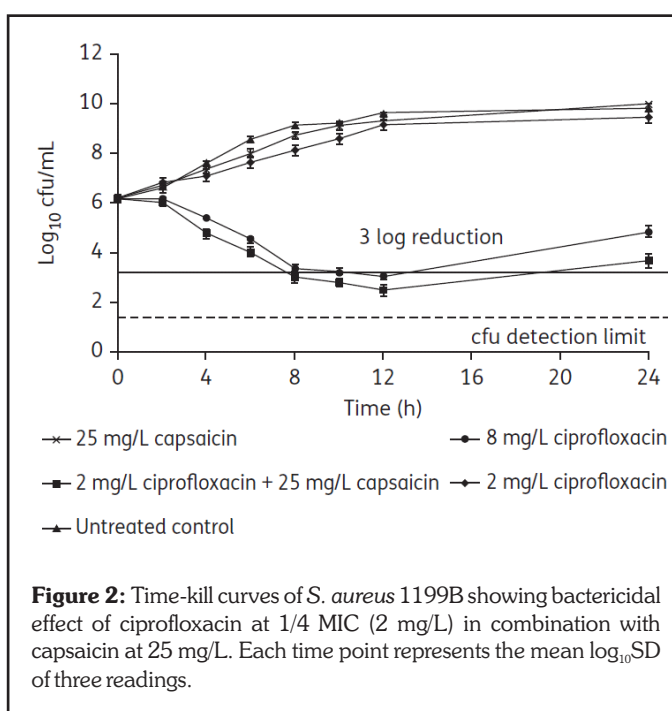 12
10
8
6
4
2
0
Log₁₀ cfu/mL
3 log reduction
cfu detection limit
0 4 8 12 16 20 24
Time (h)
25 mg/L capsaicin 8 mg/L ciprofloxacin
2 mg/L ciprofloxacin + 25 mg/L capsaicin 2 mg/L ciprofloxacin
Untreated control
Figure 2: Time-kill curves of S. aureus 1199B showing bactericidal
effect of ciprofloxacin at 1/4 MIC (2 mg/L) in combination with
capsaicin at 25 mg/L. Each time point represents the mean log₁₀SD
of three readings.